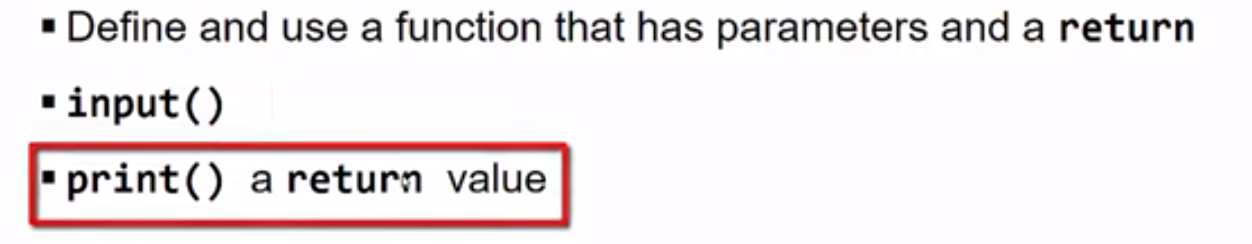 ▪ Define and use a function that has parameters and a return
▪ input()
▪ print() a return value